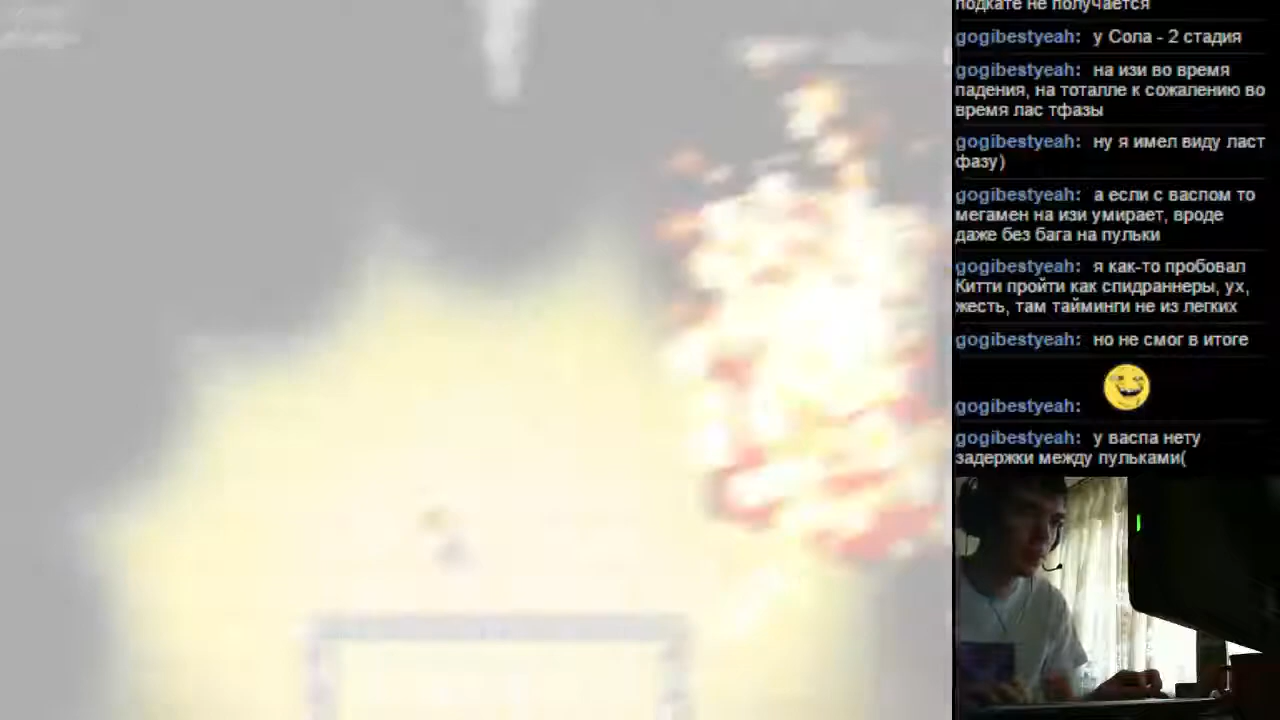 подкате не получается
gogibestyeah: у Сола - 2 стадия
gogibestyeah: на изи во время
падения, на тоталле к сожалению во
время лас тфазы
gogibestyeah: ну я имел виду ласт
фазу)
gogibestyeah: а если с васпом то
мегамен на изи умирает, вроде
даже без бага на пульки
gogibestyeah: я как-то пробовал
Китти пройти как спидраннеры, ух,
жесть, там тайминги не из легких
gogibestyeah: но не смог в итоге
gogibestyeah:
gogibestyeah: у васпа нету
задержки между пульками(